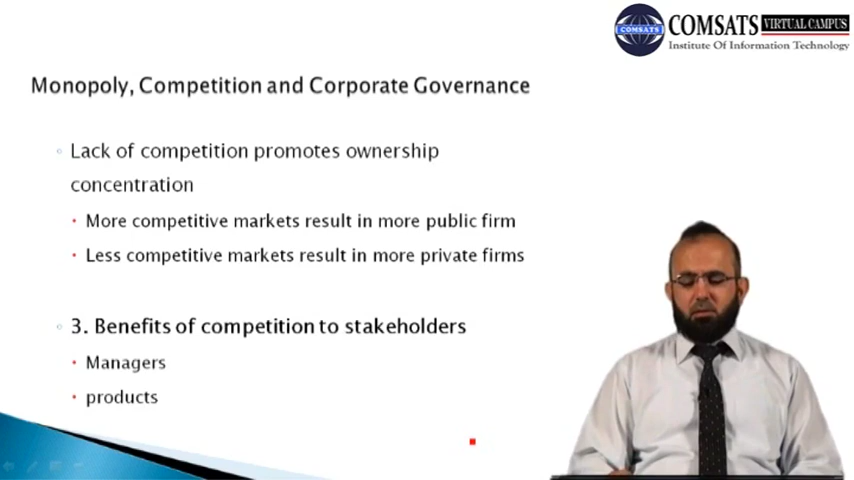 COMSATS VIRTUAL CAMPUS
COMSATS
Institute Of Information Technology
Monopoly, Competition and Corporate Governance
Lack of competition promotes ownership
concentration
More competitive markets result in more public firm
Less competitive markets result in more private firms
3. Benefits of competition to stakeholders
Managers
products